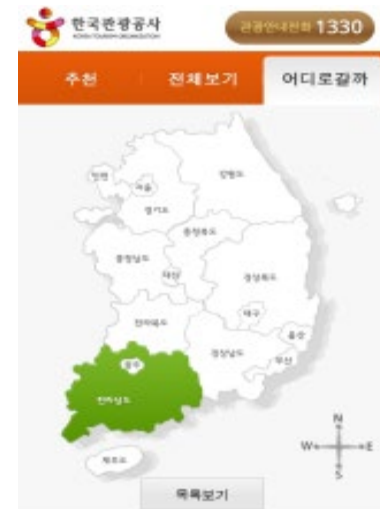 한국관광공사
KOREA TOURISM ORGANIZATION
관광안내전화 1330
추천
전체보기
어디로갈까
인천
서울
강원도
경기도
충청북도
충청남도
대전
경상북도
대구
전라북도
울산
경상남도
부산
광주
전라남도
제주도
N
W
E
S
목록보기